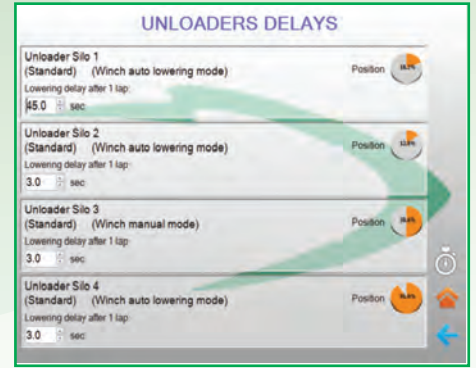 UNLOADERS DELAYS
Unloader Silo 1
(Standard) (Winch auto lowering mode)
Position
Lowering delay after 1 lap:
45.0 sec
Unloader Silo 2
(Standard) (Winch auto lowering mode)
Position
Lowering delay after 1 lap:
3.0 sec
Unloader Silo 3
(Standard) (Winch manual mode)
Position
Lowering delay after 1 lap:
3.0 sec
Unloader Silo 4
(Standard) (Winch auto lowering mode)
Position
Lowering delay after 1 lap:
3.0 sec